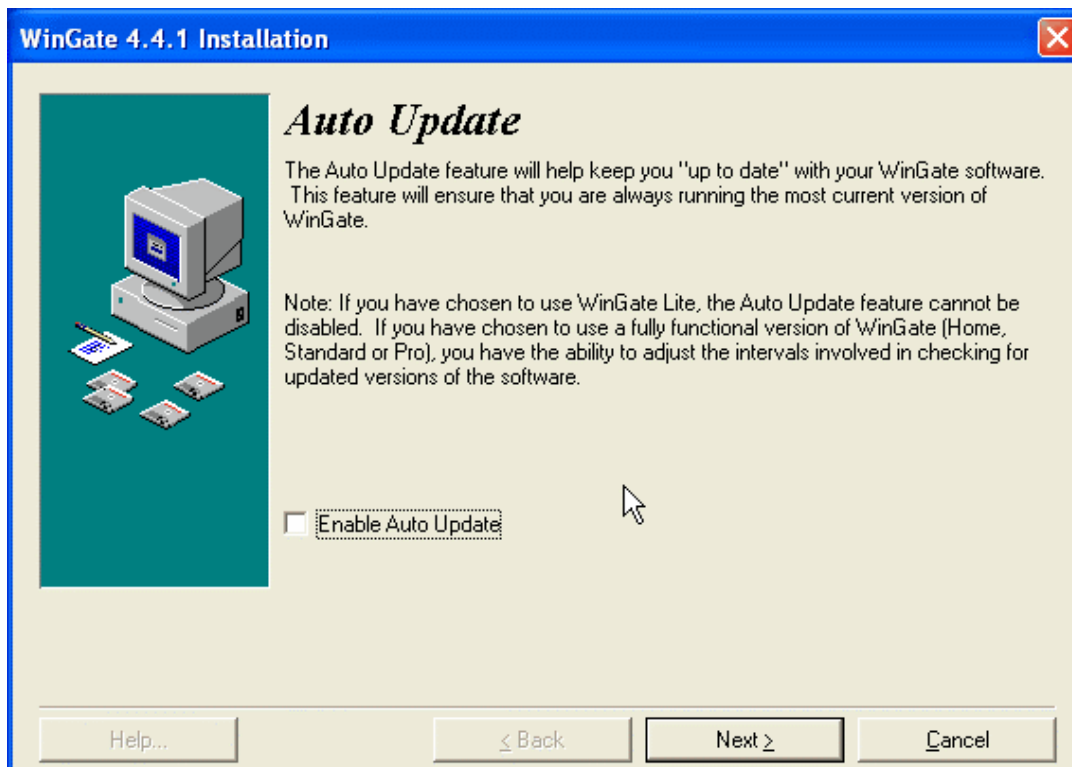 WinGate 4.4.1 Installation
Auto Update
The Auto Update feature will help keep you "up to date" with your WinGate software.
This feature will ensure that you are always running the most current version of
WinGate.
Note: If you have chosen to use WinGate Lite, the Auto Update feature cannot be
disabled. If you have chosen to use a fully functional version of WinGate (Home,
Standard or Pro), you have the ability to adjust the intervals involved in checking for
updated versions of the software.
Enable Auto Update
Help...
< Back
Next >
Cancel